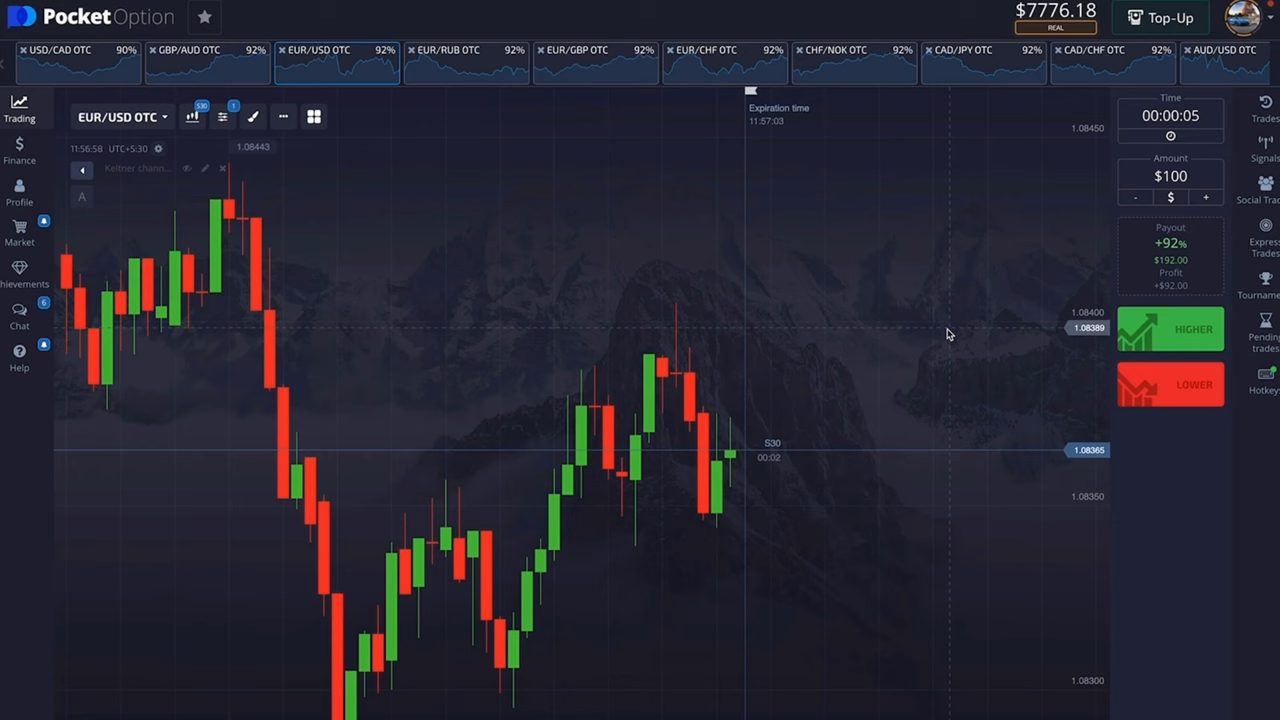 PocketOption
$7776.18
REAL
Top-Up
USD/CAD OTC 90%
GBP/AUD OTC 92%
EUR/USD OTC 92%
EUR/RUB OTC 92%
EUR/GBP OTC 92%
EUR/CHF OTC 92%
CHF/NOK OTC 92%
CAD/JPY OTC 92%
CAD/CHF OTC 92%
AUD/USD OTC
Trading
Finance
Profile
Market
hievements
6
Chat
Help
EUR/USD OTC
S30
1
11:56:58 UTC+5:30
1.08443
Keltner chann...
A
Expiration time
11:57:03
S30
00:02
1.08450
1.08400
1.08389
1.08365
1.08350
1.08300
Time
00:00:05
Amount
$100
- $ +
Payout
+92%
$192.00
Profit
+$92.00
HIGHER
LOWER
Trades
Signals
Social Trad
Express
Trades
Tourname
Pending
trades
Hotkeys